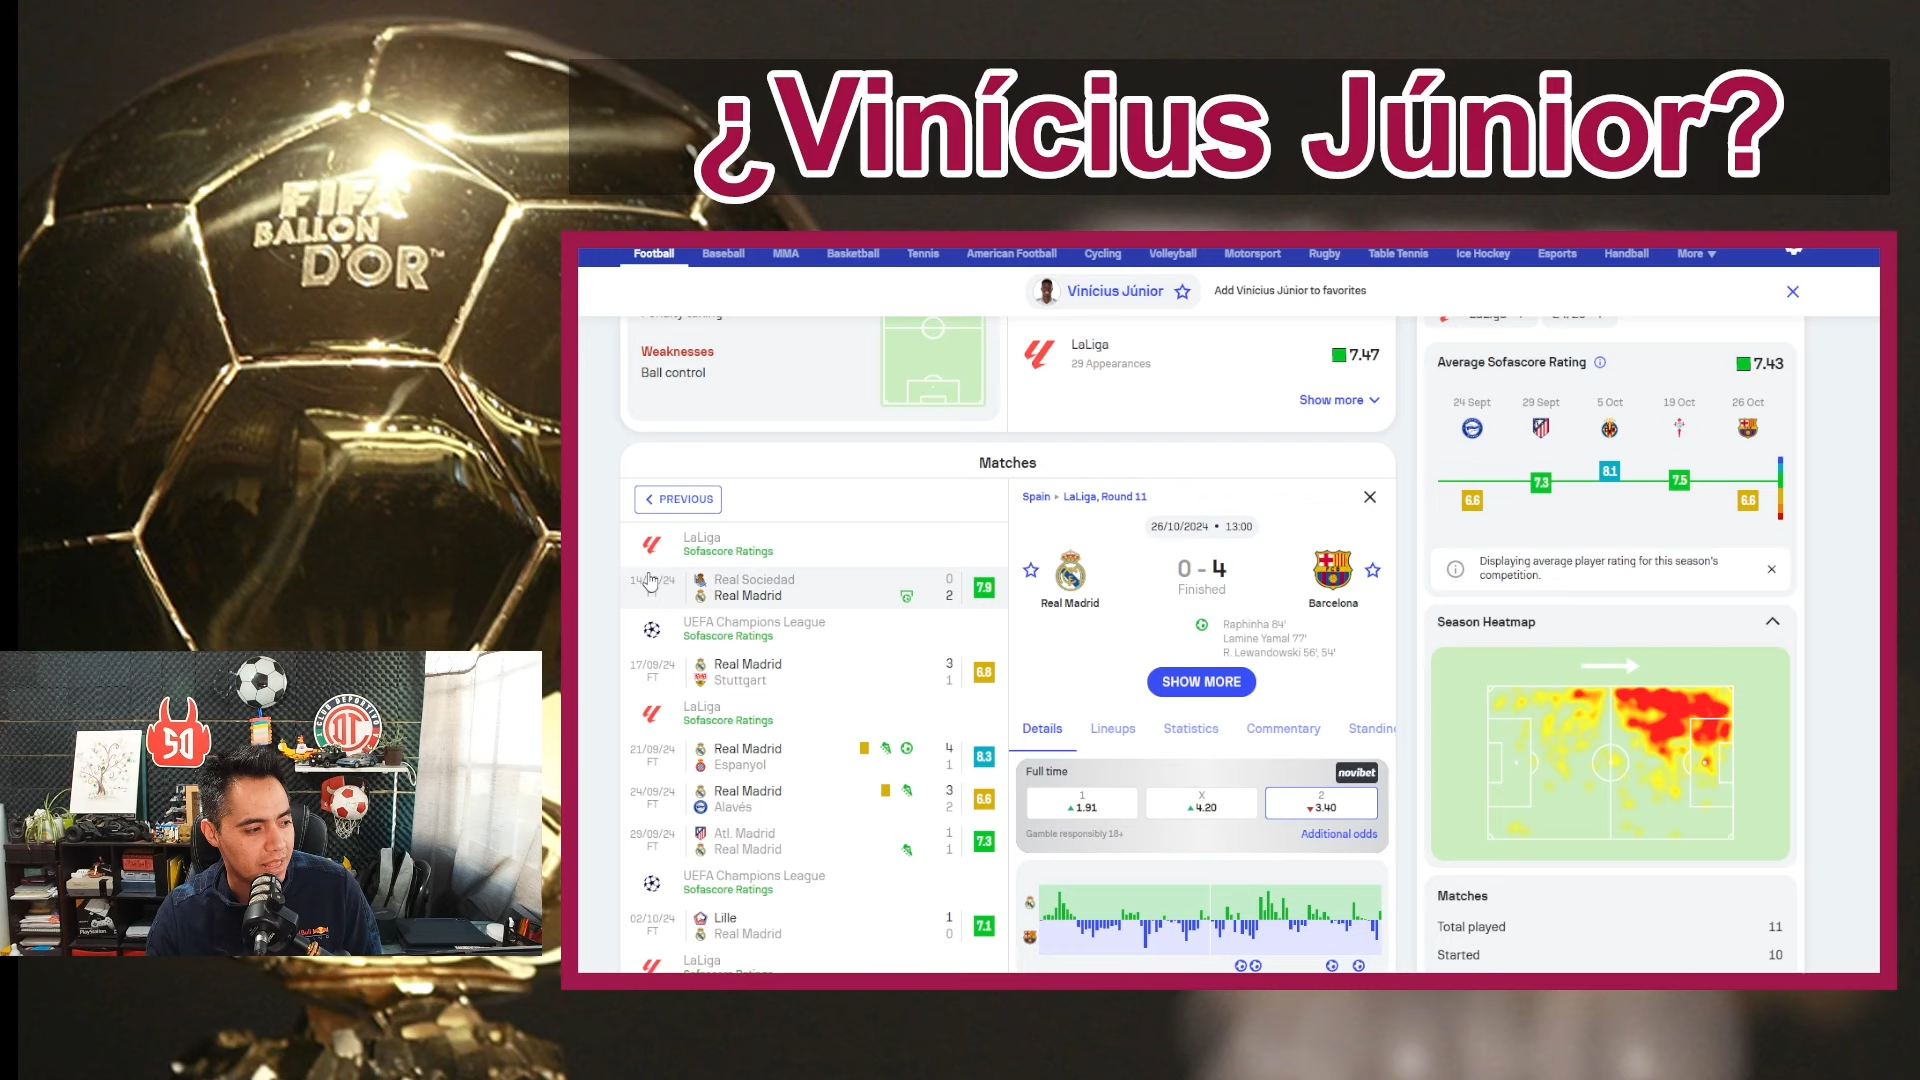 ¿Vinícius Júnior?
FIFA
BALLON
D'OR™
Football Baseball MMA Basketball Tennis American Football Cycling Volleyball Motorsport Rugby Table Tennis Ice Hockey Esports Handball More
Vinícius Júnior Add Vinícius Júnior to favorites
Weaknesses
Ball control
LaLiga
29 Appearances
7.47
Show more
Matches
PREVIOUS
LaLiga
Sofascore Ratings
Real Sociedad 0
Real Madrid 2
7.9
UEFA Champions League
Sofascore Ratings
17/09/24 Real Madrid 3
FT Stuttgart 1
6.8
LaLiga
Sofascore Ratings
21/09/24 Real Madrid 4
FT Espanyol 1
8.3
24/09/24 Real Madrid 3
FT Alavés 2
6.6
29/09/24 Atl. Madrid 1
FT Real Madrid 1
7.3
UEFA Champions League
Sofascore Ratings
02/10/24 Lille 1
FT Real Madrid 0
7.1
LaLiga
Spain LaLiga, Round 11
26/10/2024 • 13:00
0 - 4
Finished
Real Madrid Barcelona
Raphinha 84'
Lamine Yamal 77'
R. Lewandowski 56', 54'
SHOW MORE
Details Lineups Statistics Commentary Standin
Full time novibet
1 X 2
1.91 4.20 3.40
Gamble responsibly 18+ Additional odds
Average Sofascore Rating 7.43
24 Sept 29 Sept 5 Oct 19 Oct 26 Oct
6.6 7.3 8.1 7.5 6.6
Displaying average player rating for this season's
competition.
Season Heatmap
Matches
Total played 11
Started 10